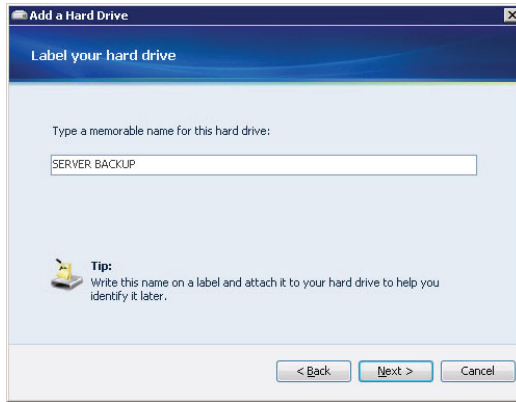 Add a Hard Drive
Label your hard drive
Type a memorable name for this hard drive:
SERVER BACKUP
Tip:
Write this name on a label and attach it to your hard drive to help you
identify it later.
< Back
Next >
Cancel